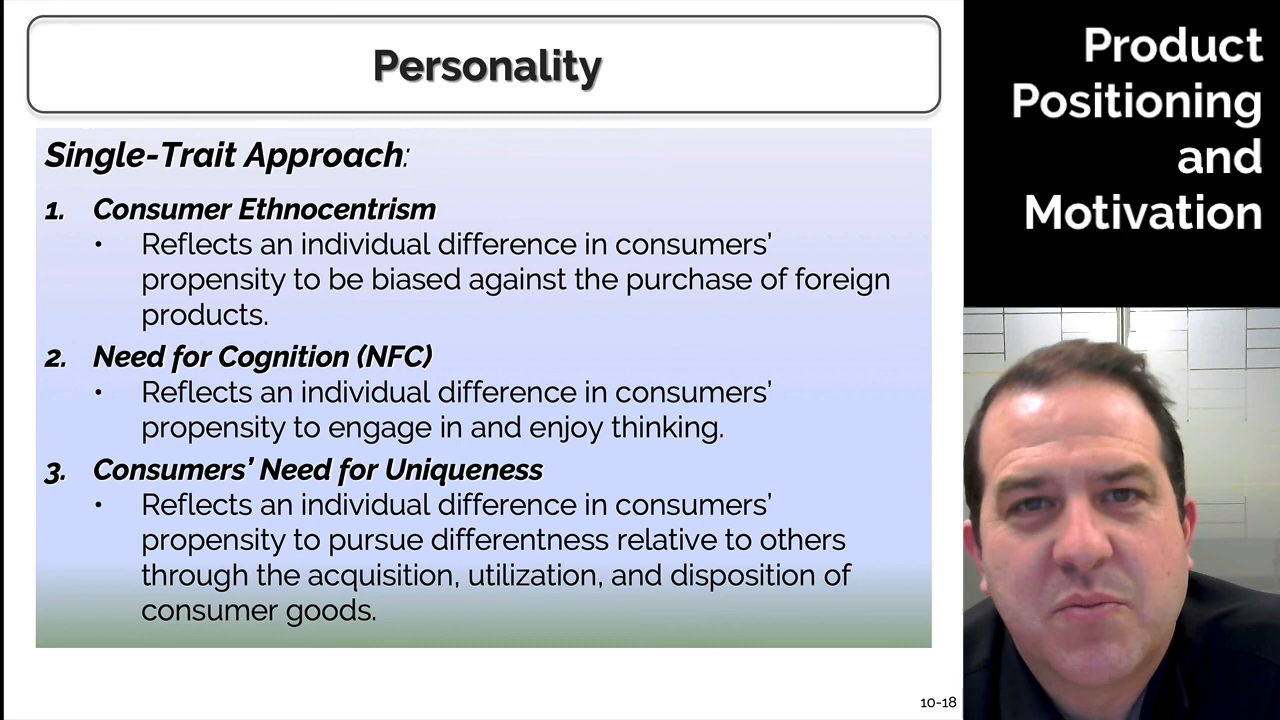 Personality
Single-Trait Approach:
1. Consumer Ethnocentrism
• Reflects an individual difference in consumers’
propensity to be biased against the purchase of foreign
products.
2. Need for Cognition (NFC)
• Reflects an individual difference in consumers’
propensity to engage in and enjoy thinking.
3. Consumers’ Need for Uniqueness
• Reflects an individual difference in consumers’
propensity to pursue differentness relative to others
through the acquisition, utilization, and disposition of
consumer goods.
10-18
Product
Positioning
and
Motivation